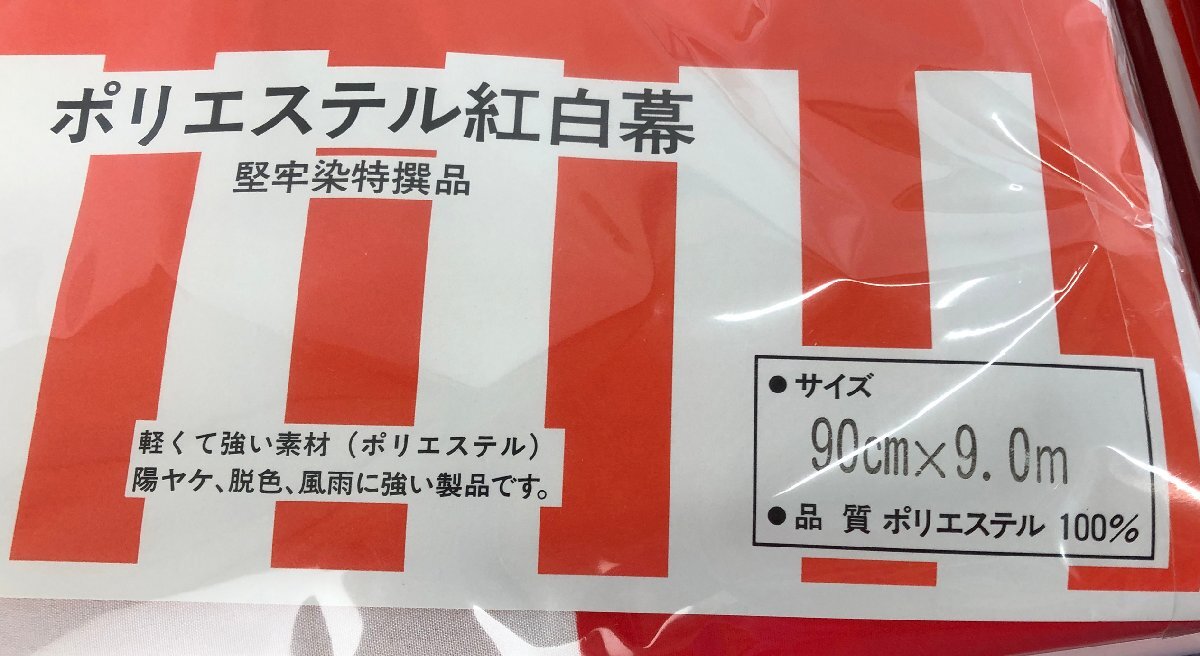 ポリエステル紅白幕
堅牢染特撰品
軽くて強い素材（ポリエステル）
陽ヤケ、脱色、風雨に強い製品です。
●サイズ
90cm×9.0m
●品 質 ポリエステル 100%